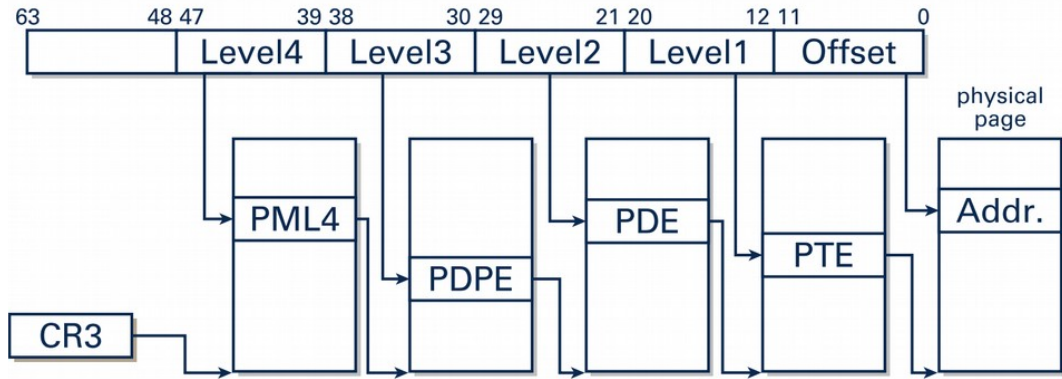 63 48 47 39 38 30 29 21 20 12 11 0
Level4 Level3 Level2 Level1 Offset
physical
page
PML4 PDE Addr.
PDPE PTE
CR3